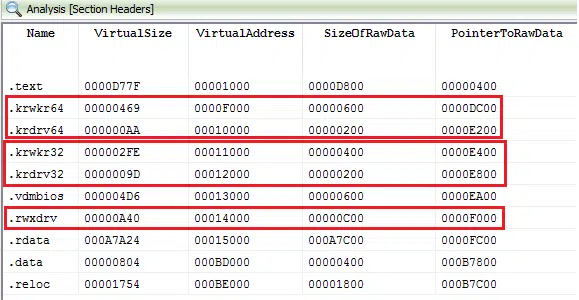 Analysis [Section Headers]
Name VirtualSize VirtualAddress SizeOfRawData PointerToRawData
.text 0000D77F 00001000 0000D800 00000400
.krwkr64 00000469 0000F000 00000600 0000DC00
.krdrv64 000000AA 00010000 00000200 0000E200
.krwkr32 000002FE 00011000 00000400 0000E400
.krdrv32 0000009D 00012000 00000200 0000E800
.vdmbios 000004D6 00013000 00000600 0000EA00
.rwxdrv 00000A40 00014000 00000C00 0000F000
.rdata 000A7A24 00015000 000A7C00 0000FC00
.data 00000804 000BD000 00000400 000B7800
.reloc 00001754 000BE000 00001800 000B7C00